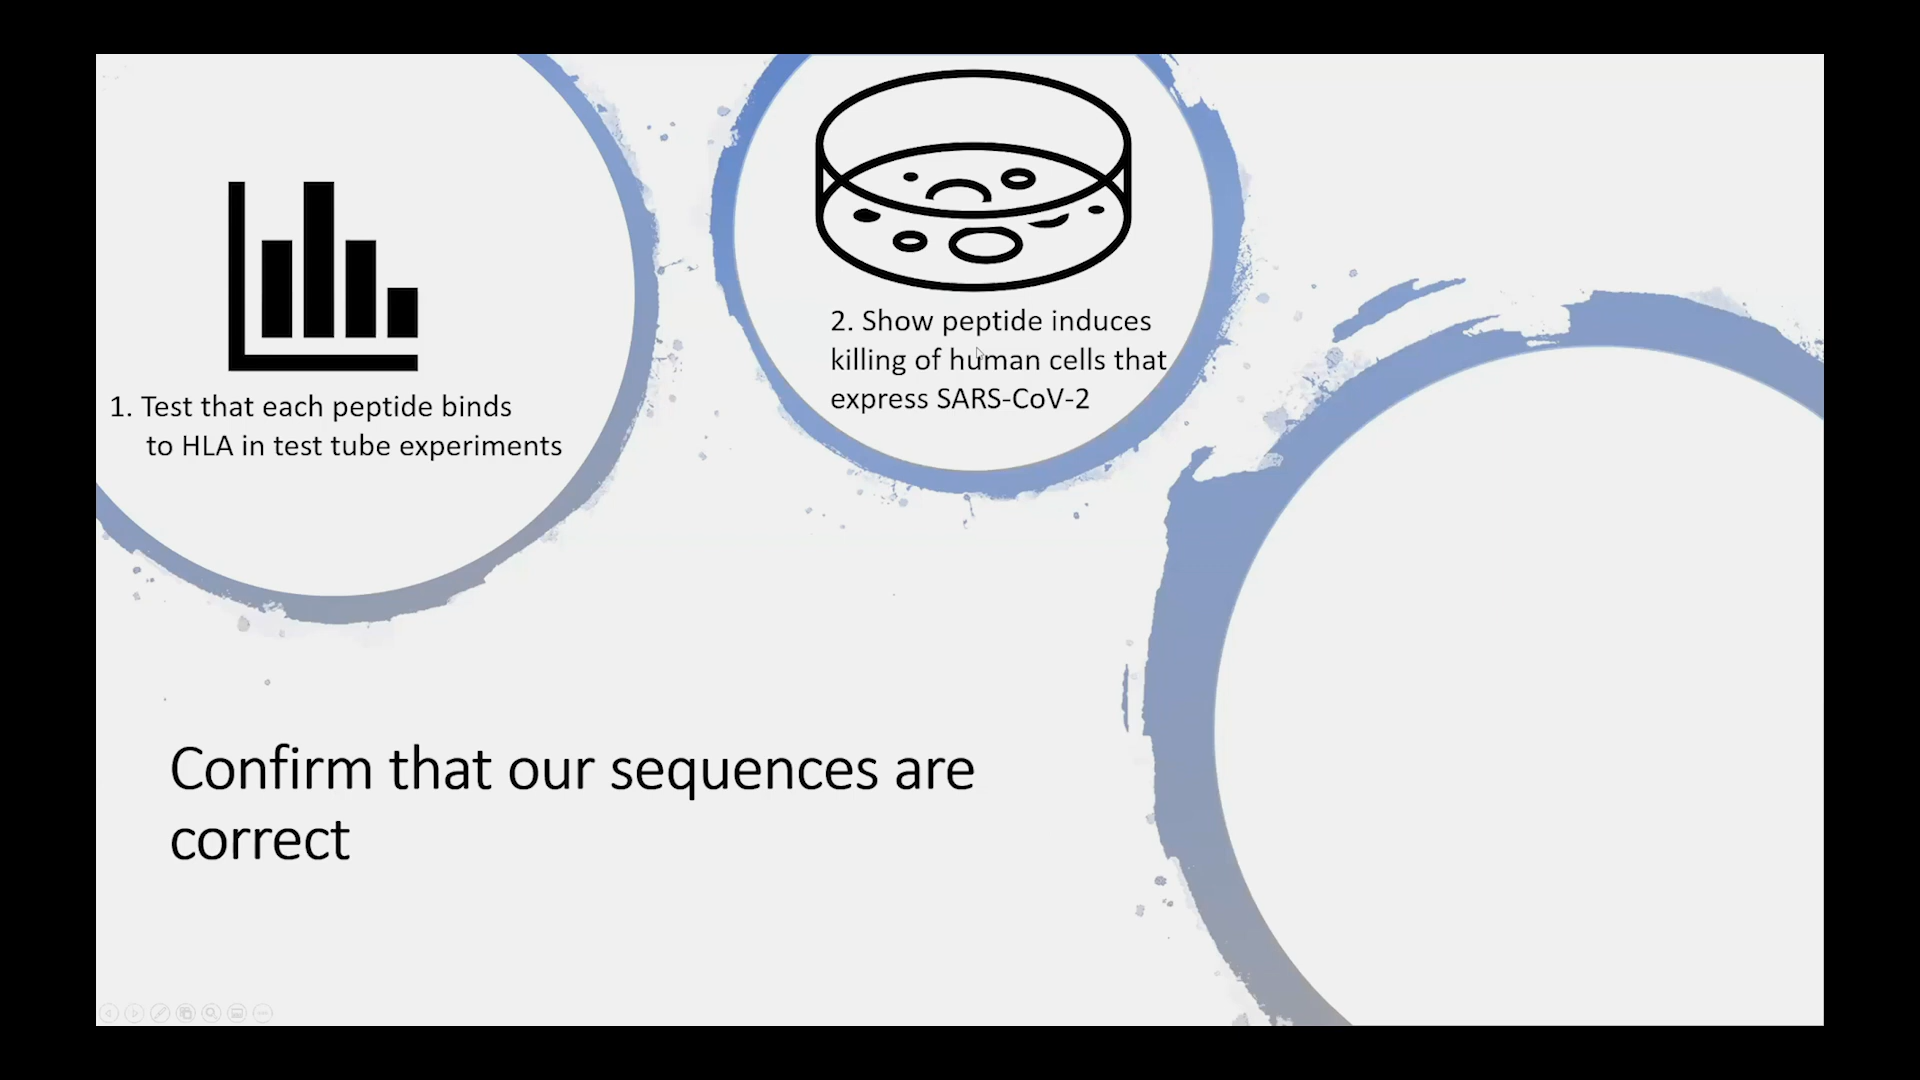 1. Test that each peptide binds
to HLA in test tube experiments
2. Show peptide induces
killing of human cells that
express SARS-CoV-2
Confirm that our sequences are
correct